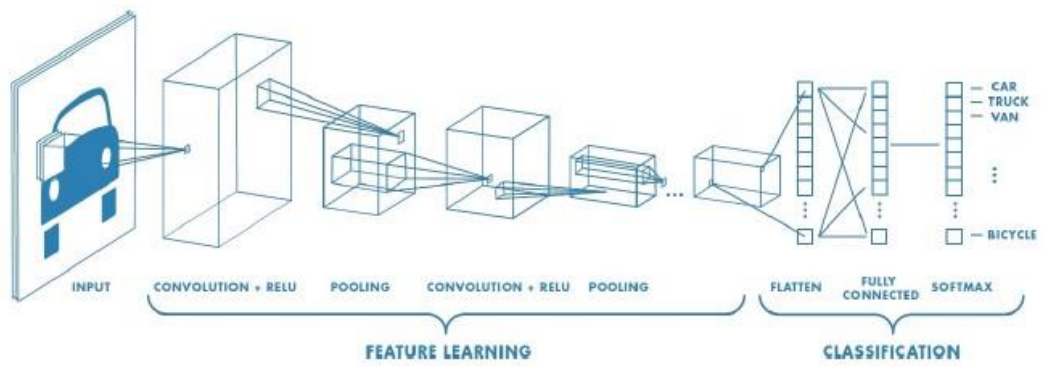 CAR
TRUCK
VAN
BICYCLE
INPUT
CONVOLUTION + RELU
POOLING
CONVOLUTION + RELU
POOLING
FLATTEN
FULLY
CONNECTED
SOFTMAX
FEATURE LEARNING
CLASSIFICATION